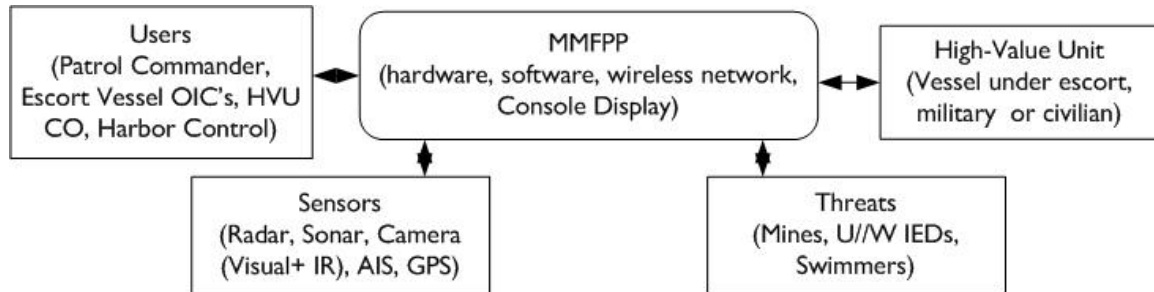 Users
(Patrol Commander,
Escort Vessel OIC's, HVU
CO, Harbor Control)
MMFPP
(hardware, software, wireless network,
Console Display)
High-Value Unit
(Vessel under escort,
military or civilian)
Sensors
(Radar, Sonar, Camera
(Visual+ IR), AIS, GPS)
Threats
(Mines, U//W IEDs,
Swimmers)